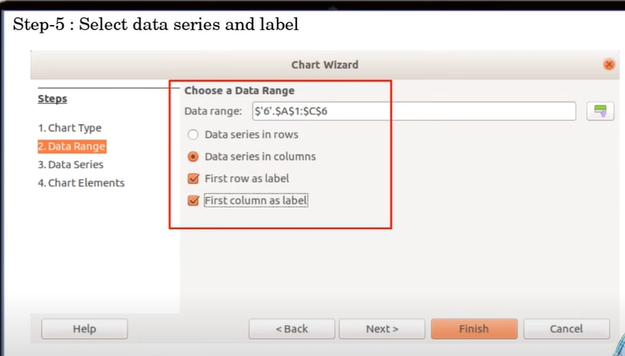 Step-5 : Select data series and label
Chart Wizard
Steps
1. Chart Type
2. Data Range
3. Data Series
4. Chart Elements
Choose a Data Range
Data range: $'6'.$A$1:$C$6
Data series in rows
Data series in columns
First row as label
First column as label
Help < Back Next > Finish Cancel